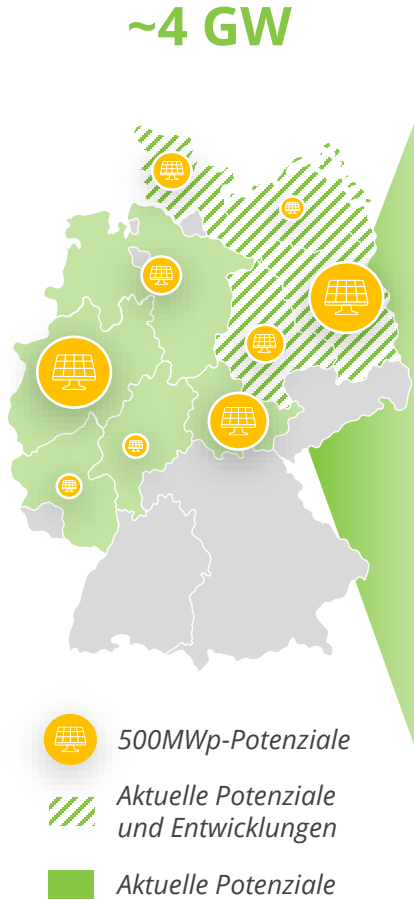 ~4 GW
500MWp-Potenziale
Aktuelle Potenziale
und Entwicklungen
Aktuelle Potenziale